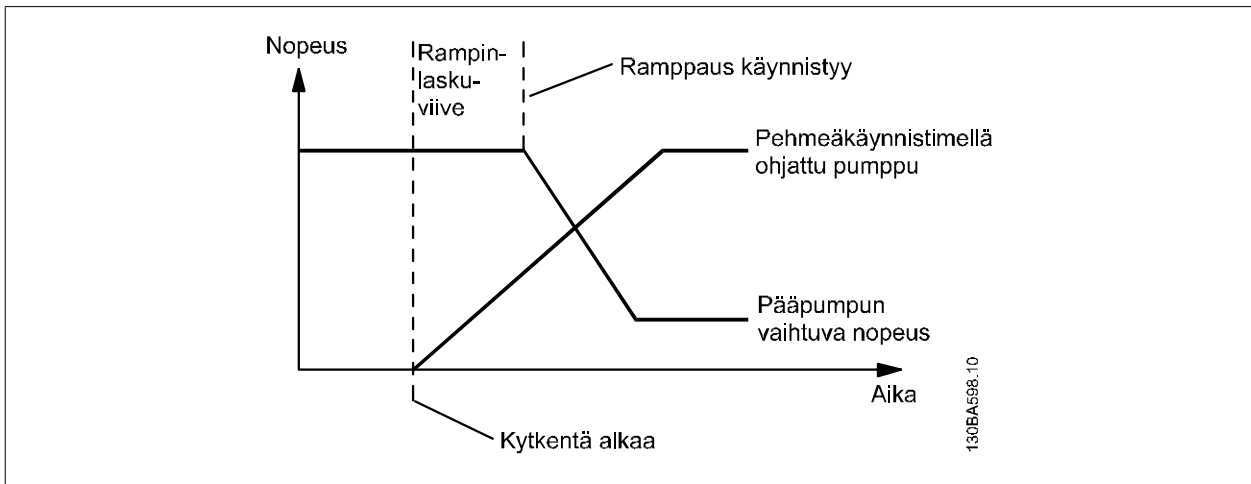 Nopeus
Rampin-
lasku-
viive
Ramppaus käynnistyy
Pehmeäkäynnistimellä
ohjattu pumppu
Pääpumpun
vaihtuva nopeus
Aika
Kytkentä alkaa
130BA598.10